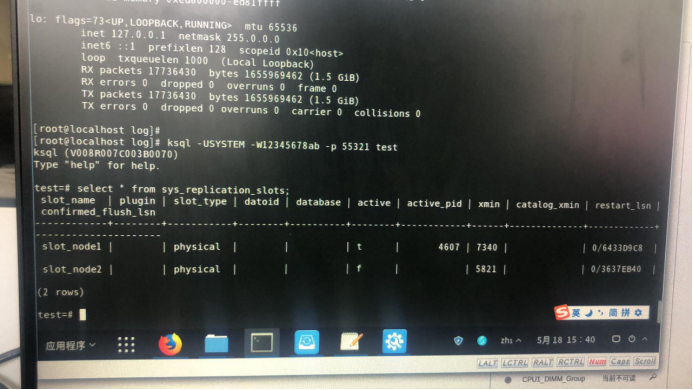 lo: flags=73<UP,LOOPBACK,RUNNING>  mtu 65536
inet 127.0.0.1  netmask 255.0.0.0
inet6 ::1  prefixlen 128  scopeid 0x10<host>
loop  txqueuelen 1000  (Local Loopback)
RX packets 17736430  bytes 1655969462 (1.5 GiB)
RX errors 0  dropped 0  overruns 0  frame 0
TX packets 17736430  bytes 1655969462 (1.5 GiB)
TX errors 0  dropped 0 overruns 0  carrier 0  collisions 0
[root@localhost log]#
[root@localhost log]# ksql -USYSTEM -W12345678ab -p 55321 test
ksql (V008R007C003B0070)
Type "help" for help.
test=# select * from sys_replication_slots;
slot_name | plugin | slot_type | datoid | database | active | active_pid | xmin | catalog_xmin | restart_lsn |
confirmed_flush_lsn
slot_node1 | | physical | | | t | 4607 | 7340 | | 0/6433D9C8 |
slot_node2 | | physical | | | f | | 5821 | | 0/3637EB40 |
(2 rows)
test=#
英 简 拼
应用程序 zh₁ 5月 18 15:40
LALT LCTRL RALT RCTRL Num Caps Scroll
CPU1_DIMM_Group 当前不可读